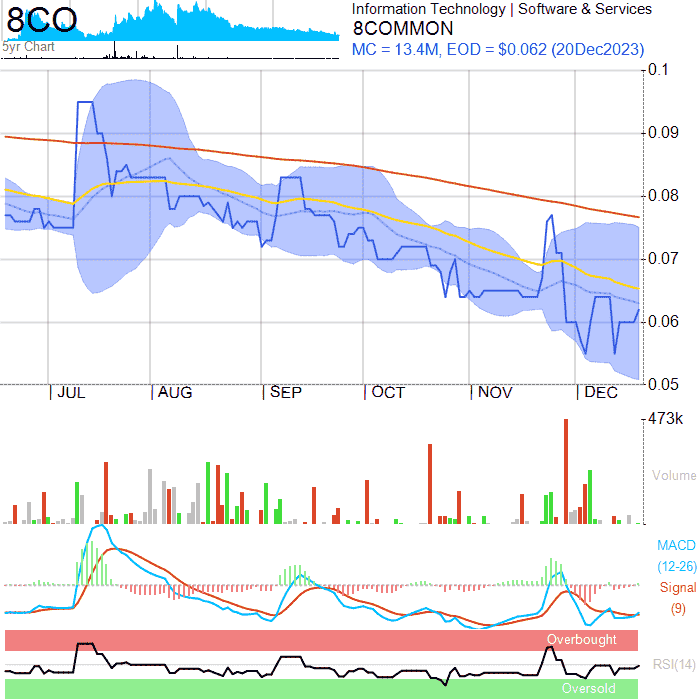 8CO
5yr Chart
Information Technology | Software & Services
8COMMON
MC = 13.4M, EOD = $0.062 (20Dec2023)
0.1
0.09
0.08
0.07
0.06
0.05
JUL AUG SEP OCT NOV DEC
473k
Volume
MACD
(12-26)
Signal
(9)
Overbought
RSI(14)
Oversold